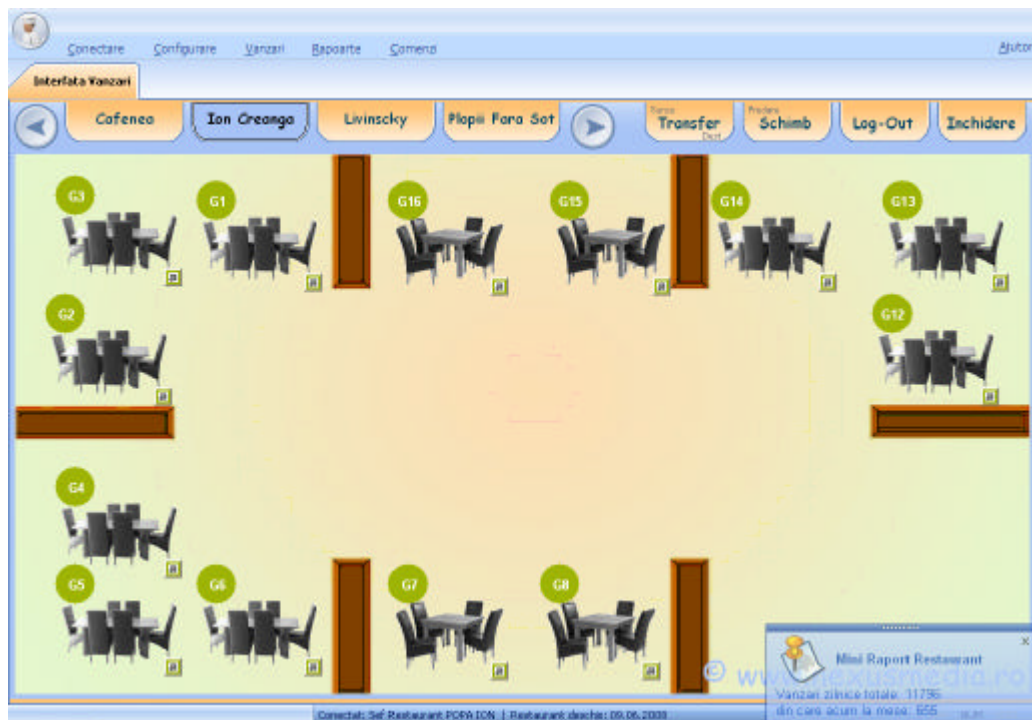 Conectare Configurare Vanzari Rapoarte Comenzi Ajutor
Interfata Vanzari
Cafenea Ion Creanga Livinscky Plopii Fara Sot Transfer Dest Predare Schimb Log-Out Inchidere
G3 G1 G16 G15 G14 G13
G2 G12
G4
G5 G6 G7 G8
Mini Raport Restaurant
© www.nexusmedia.ro
Vanzari zilnice totale: 11796
din care acum la mese: 655
Conectat: Sef Restaurant POPA ION | Restaurant deschis: 09.06.2008